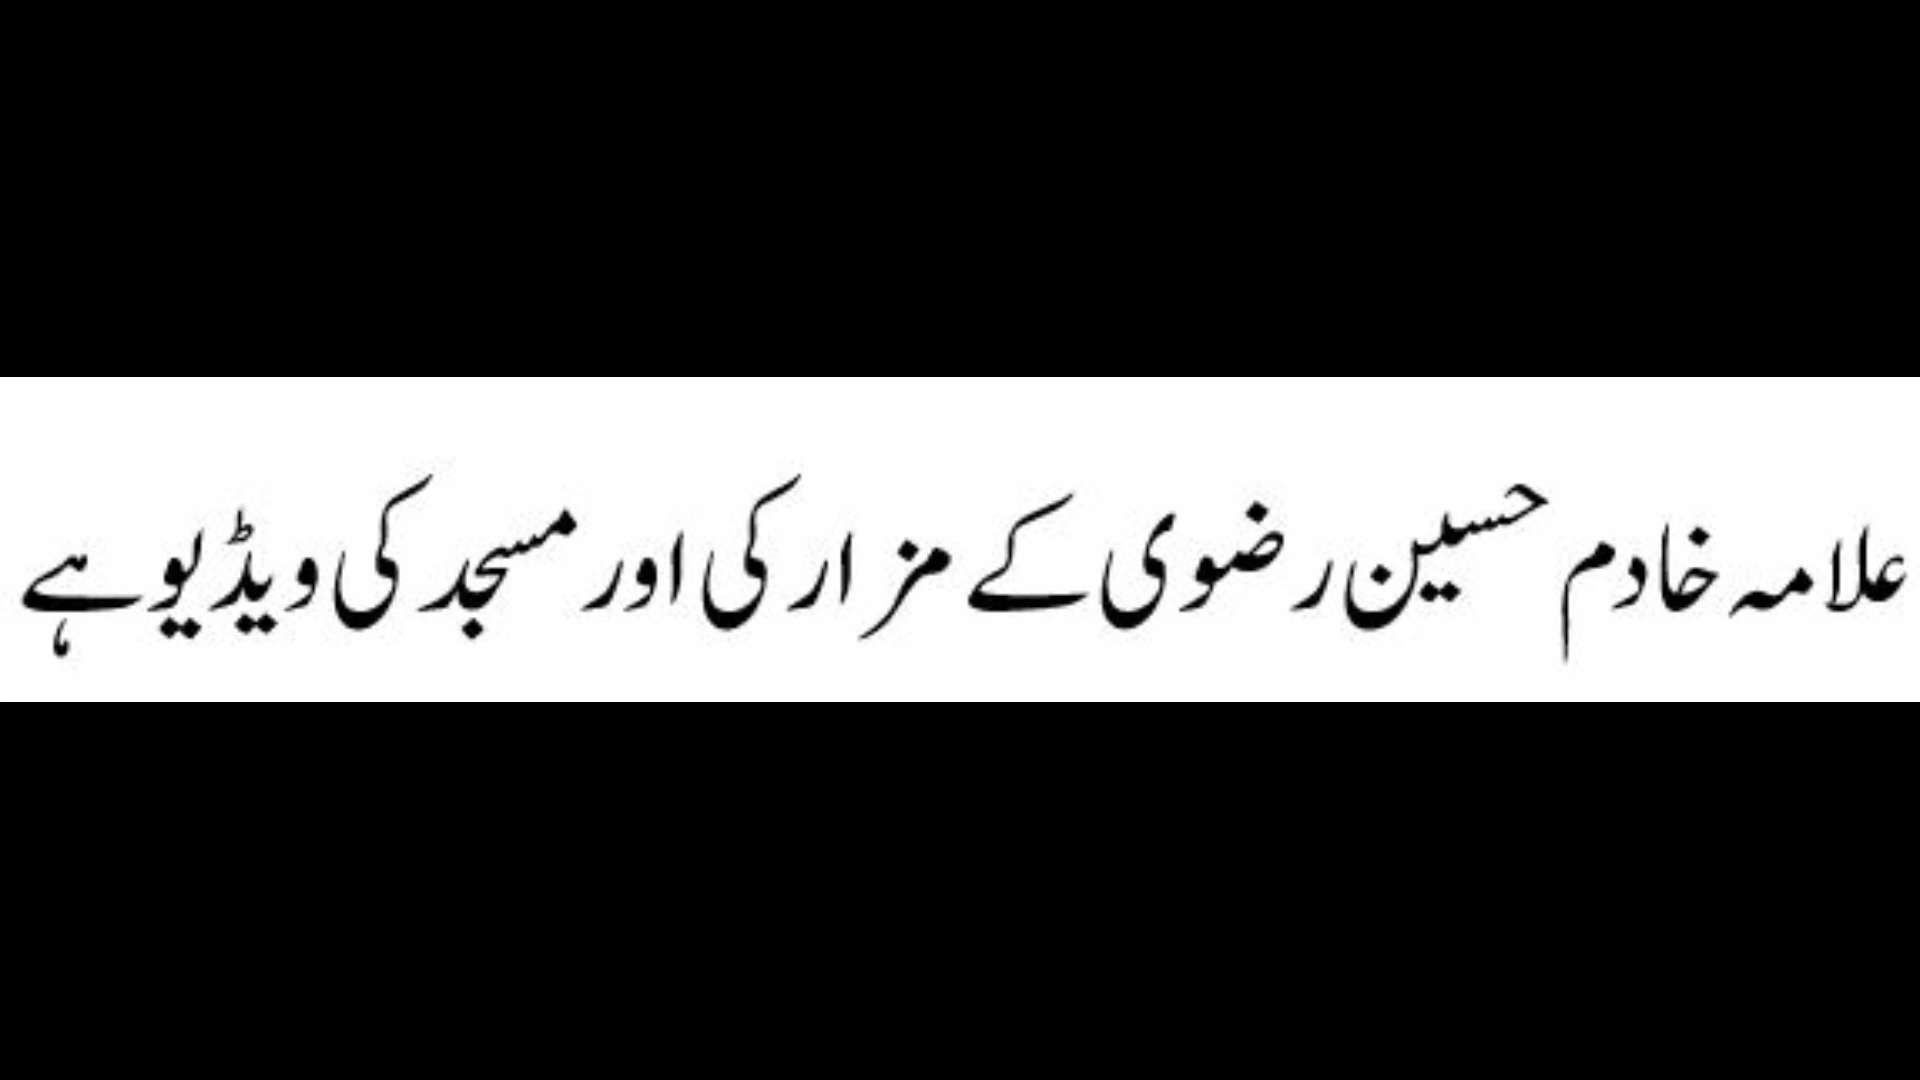 علامہ خادم حسین رضوی کے مزار کی اور مسجد کی ویڈیو ہے